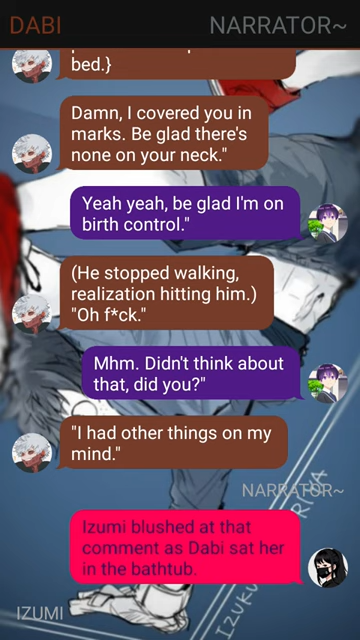 DABI NARRATOR~
bed.}
Damn, I covered you in
marks. Be glad there's
none on your neck."
Yeah yeah, be glad I'm on
birth control."
(He stopped walking,
realization hitting him.)
"Oh f*ck."
Mhm. Didn't think about
that, did you?"
"I had other things on my
mind."
NARRATOR~
Izumi blushed at that
comment as Dabi sat her
in the bathtub.
IZUMI